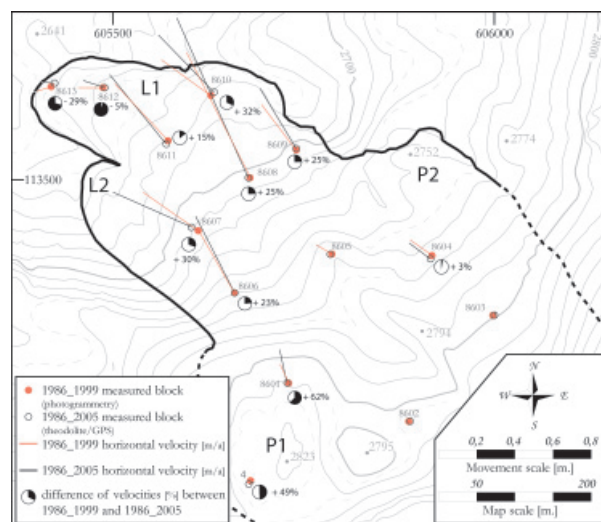 605500
606000
2641
2700
2800
L1
8610
8613
8612
- 29%
- 5%
+ 32%
+ 15%
8611
8609
+ 25%
2774
2752
113500
8608
+ 25%
L2
P2
8607
+ 30%
8605
8604
+ 3%
8606
+ 23%
8603
2794
8601
+ 62%
8602
P1
2823
2795
4
+ 49%
1986_1999 measured block
(photogrammetry)
1986_2005 measured block
(theodolite/GPS)
1986_1999 horizontal velocity [m/a]
1986_2005 horizontal velocity [m/a]
difference of velocities [%] between
1986_1999 and 1986_2005
N
W E
S
0,2 0,4 0,6 0,8
Movement scale [m.]
50 200
Map scale [m.]